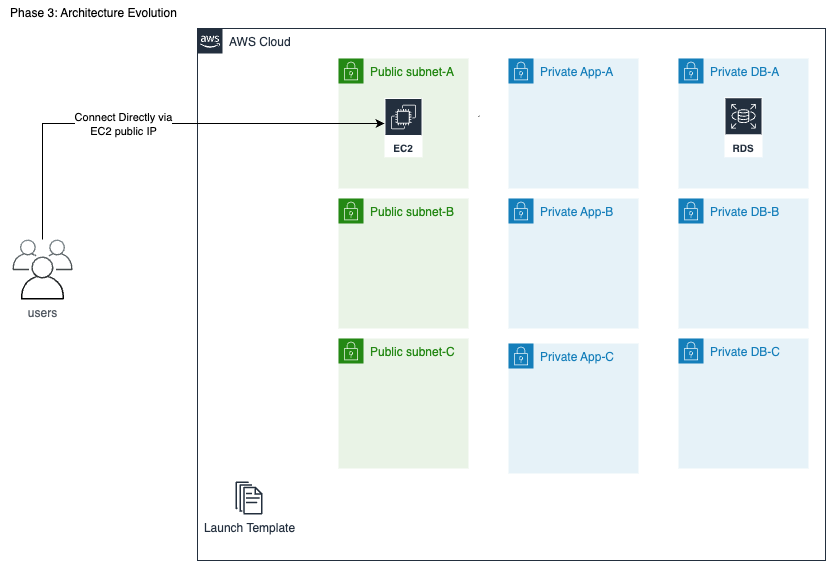 Phase 3: Architecture Evolution
aws
AWS Cloud
Public subnet-A
Private App-A
Private DB-A
Connect Directly via
EC2 public IP
EC2
RDS
Public subnet-B
Private App-B
Private DB-B
users
Public subnet-C
Private App-C
Private DB-C
Launch Template